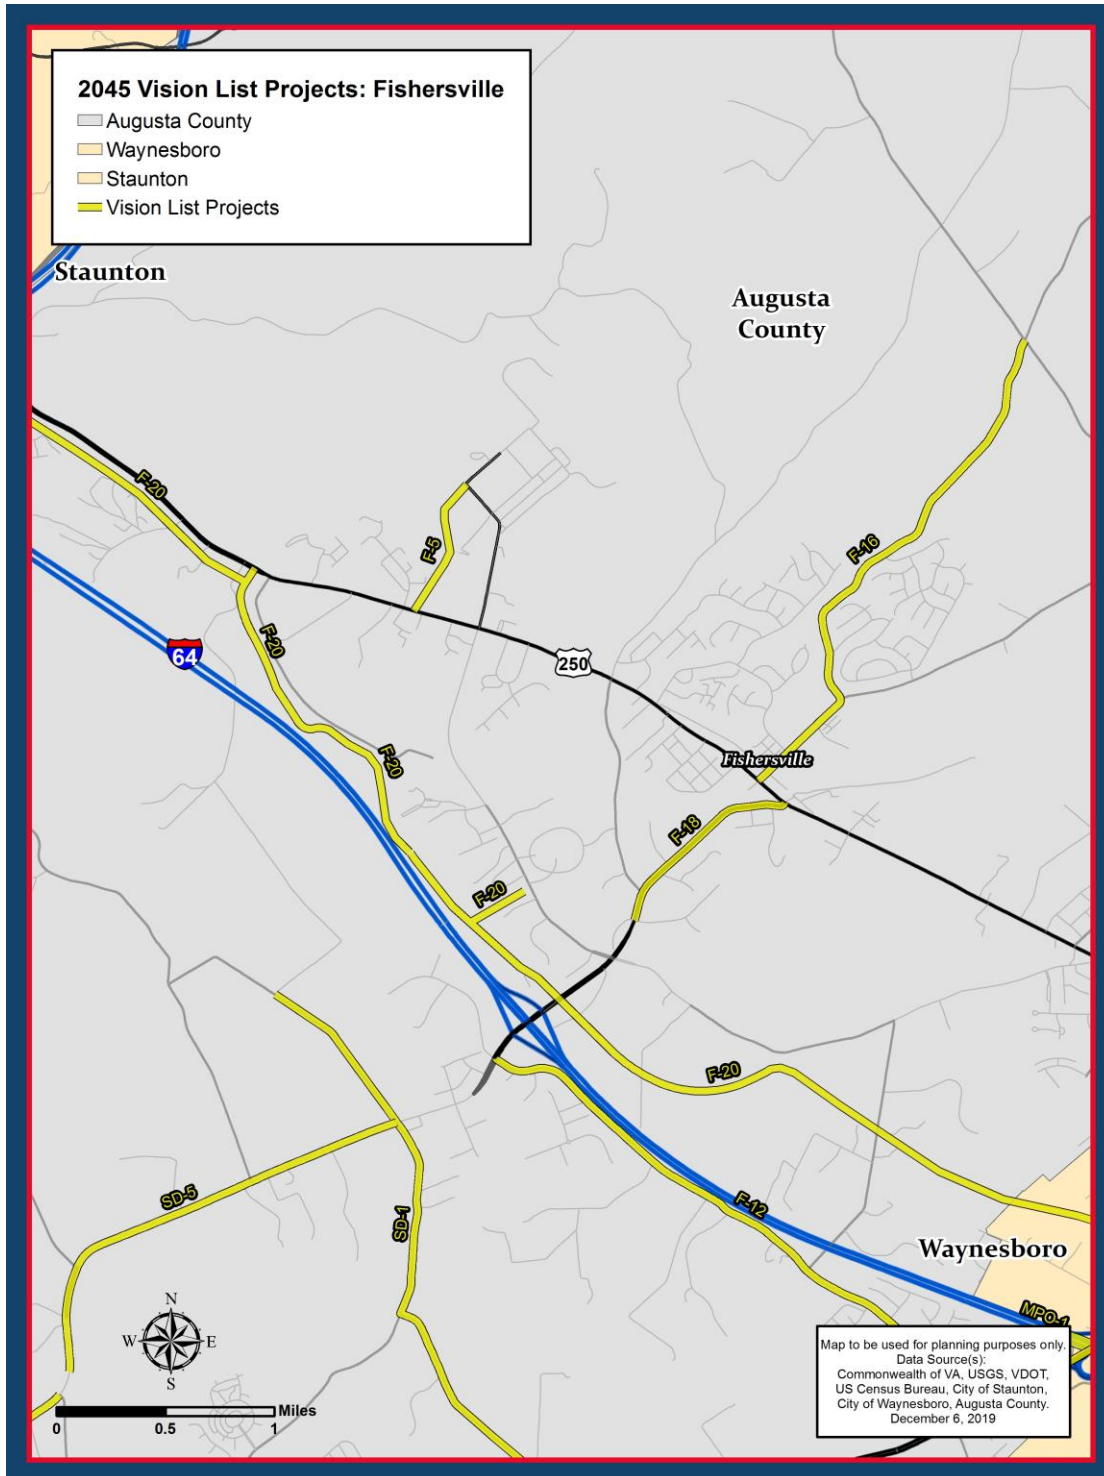 2045 Vision List Projects: Fishersville
Augusta County
Waynesboro
Staunton
Vision List Projects
Staunton
Augusta
County
F-20
F-5
F-16
F-20
64
250
F-20
Fishersville
F-18
F-20
F-20
SD-5
SD-1
F-12
Waynesboro
MPO-1
N
W E
S
Miles
0 0.5 1
Map to be used for planning purposes only.
Data Source(s):
Commonwealth of VA, USGS, VDOT,
US Census Bureau, City of Staunton,
City of Waynesboro, Augusta County.
December 6, 2019